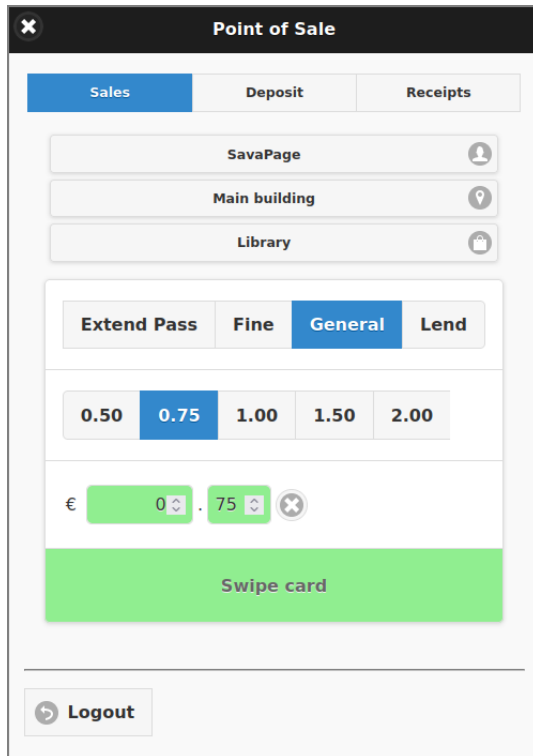 Point of Sale
Sales Deposit Receipts
SavaPage
Main building
Library
Extend Pass Fine General Lend
0.50 0.75 1.00 1.50 2.00
€ 0 . 75
Swipe card
Logout